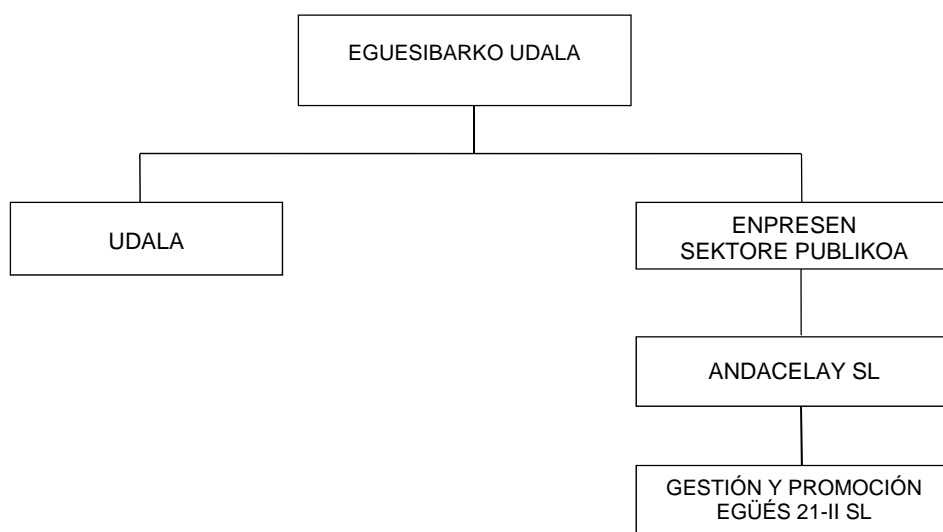 EGUESIBARKO UDALA
UDALA
ENPRESEN
SEKTORE PUBLIKOA
ANDACELAY SL
GESTIÓN Y PROMOCIÓN
EGÜÉS 21-II SL